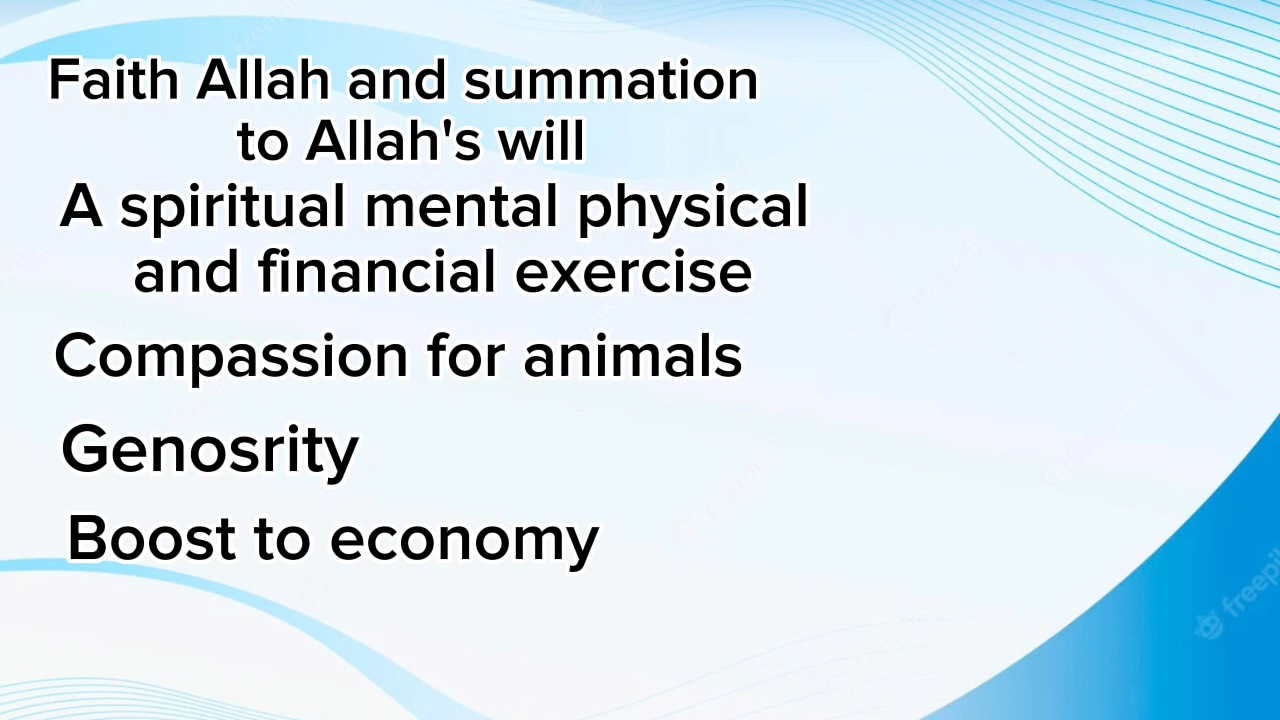 Faith Allah and summation
to Allah's will
A spiritual mental physical
and financial exercise
Compassion for animals
Genosrity
Boost to economy
freepik